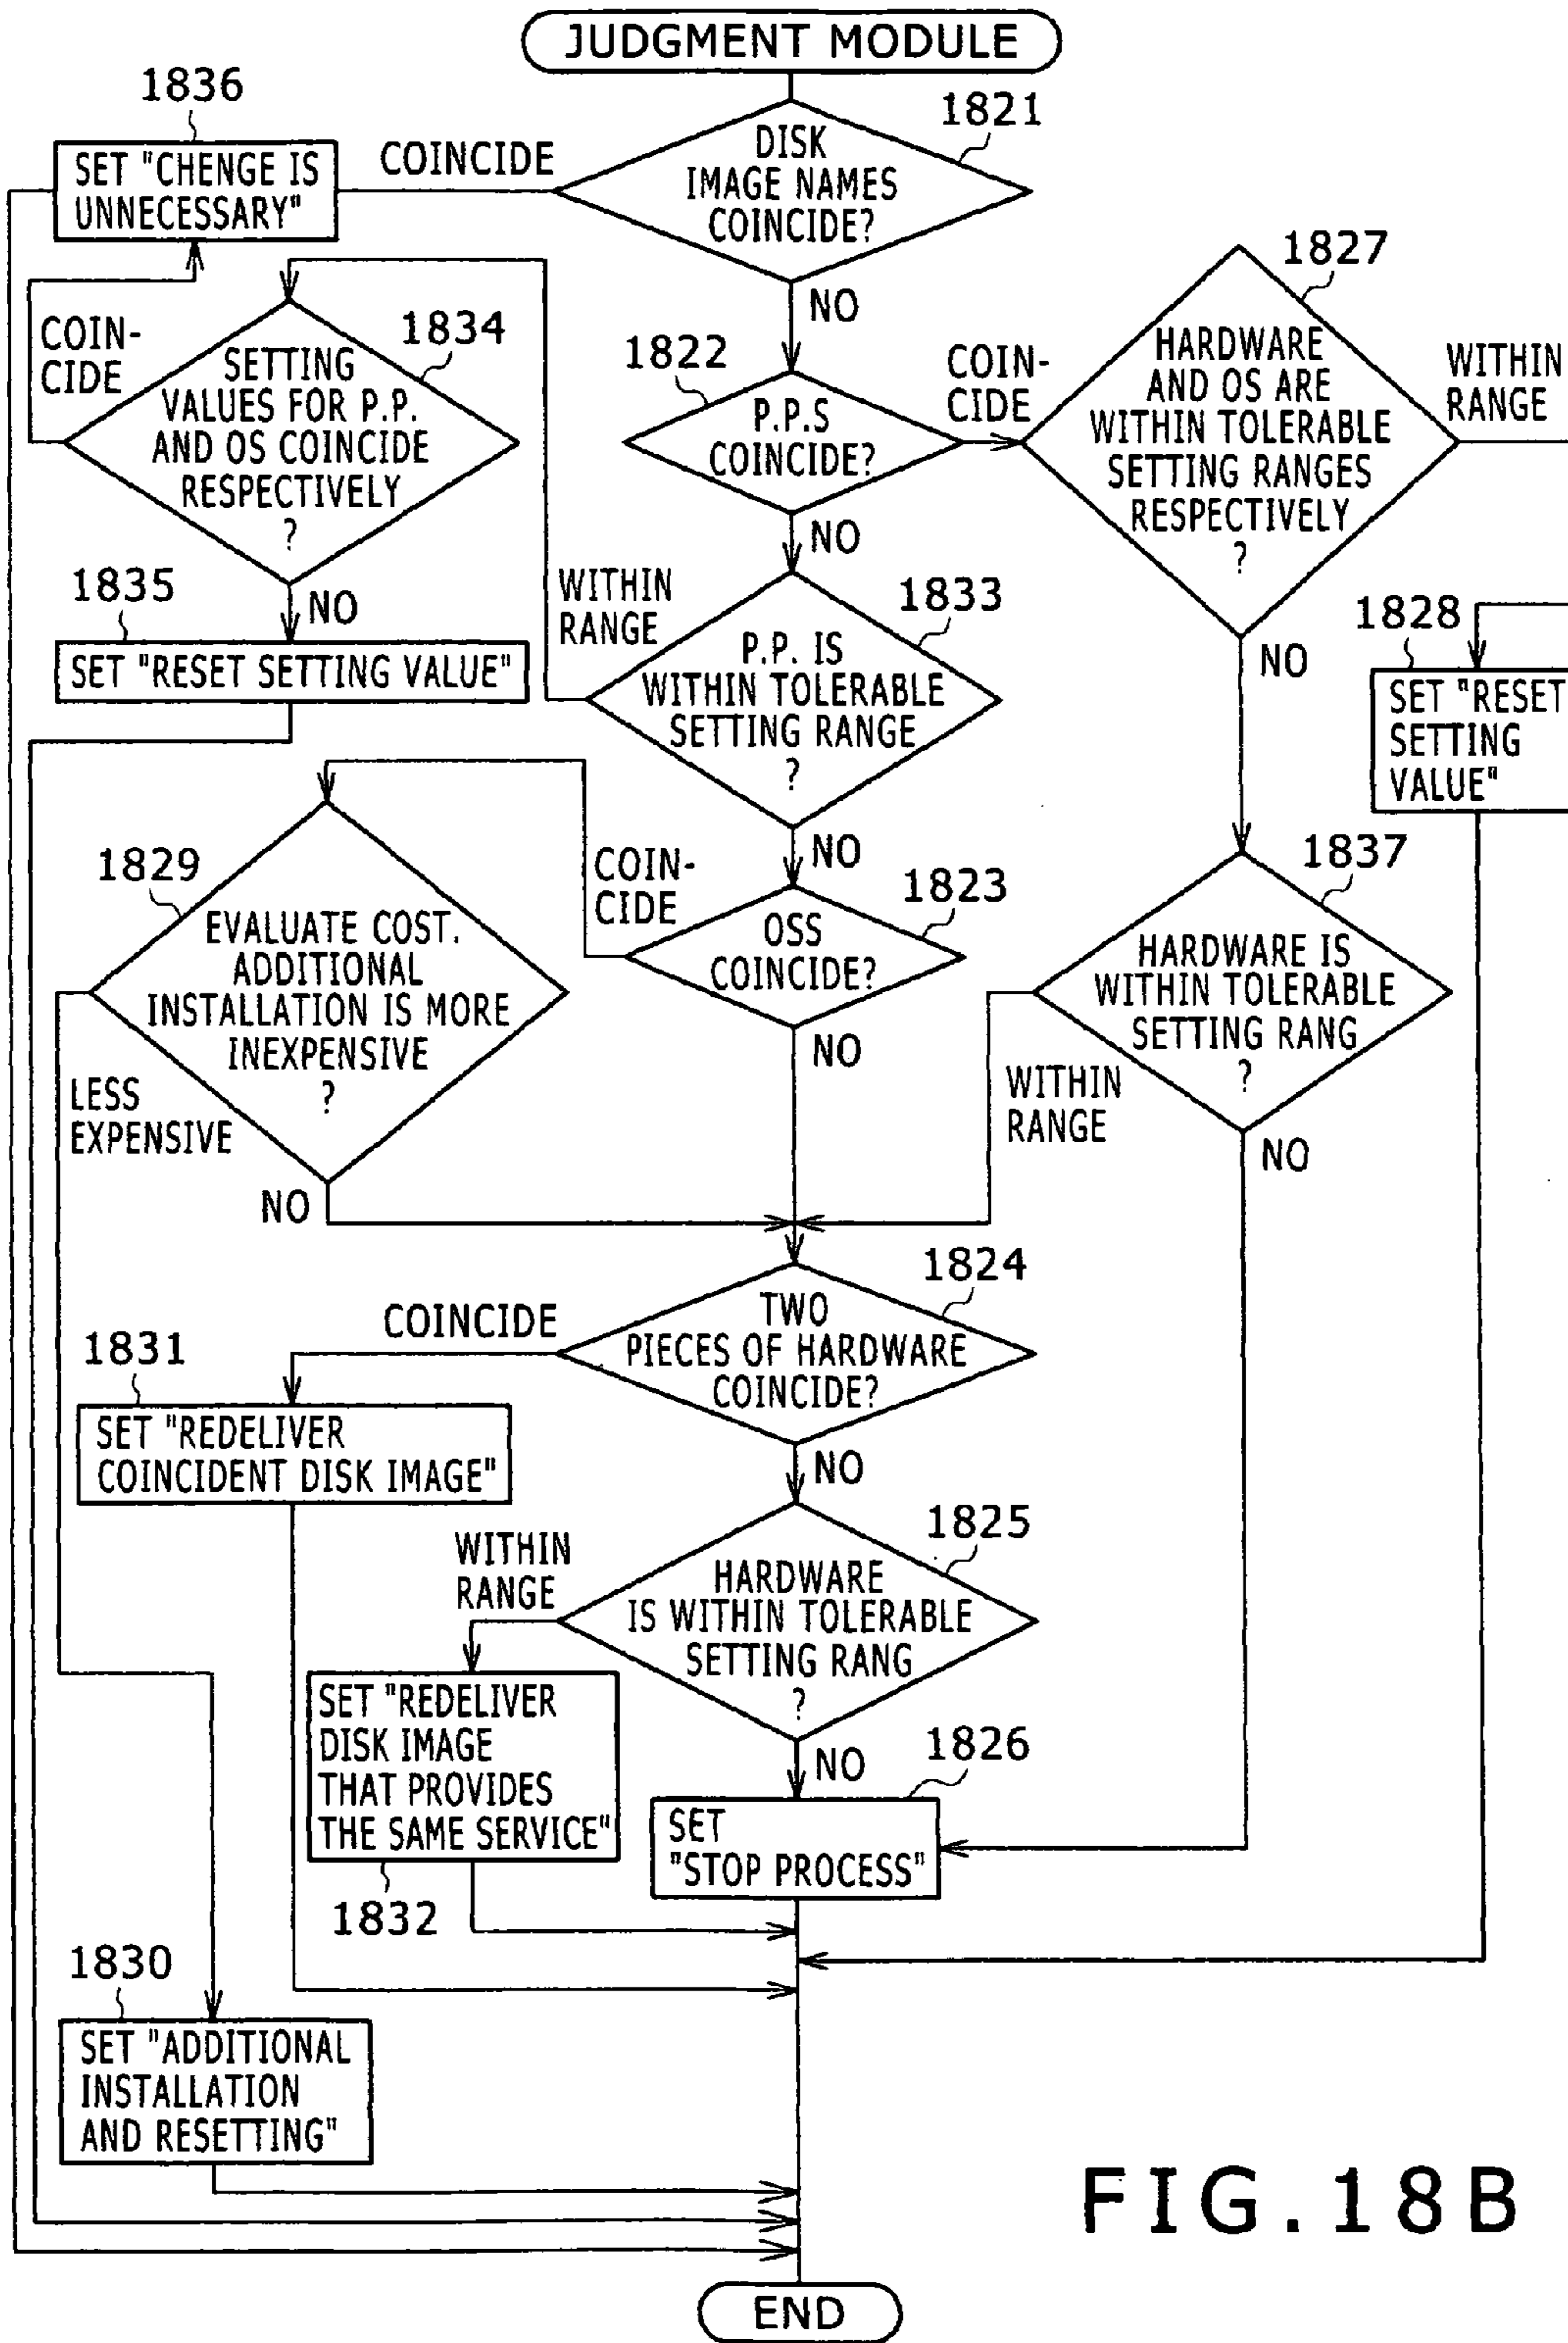 JUDGMENT MODULE
1836
1821
SET "CHENGE IS
UNNECESSARY"
COINCIDE
DISK
IMAGE NAMES
COINCIDE?
NO
1827
COIN-
CIDE
1834
SETTING
VALUES FOR P.P.
AND OS COINCIDE
RESPECTIVELY
?
1822
P.P.S
COINCIDE?
COIN-
CIDE
HARDWARE
AND OS ARE
WITHIN TOLERABLE
SETTING RANGES
RESPECTIVELY
?
WITHIN
RANGE
NO
NO
1835
SET "RESET SETTING VALUE"
WITHIN
RANGE
1833
P.P. IS
WITHIN TOLERABLE
SETTING RANGE
?
NO
1828
SET "RESET
SETTING
VALUE"
NO
1829
EVALUATE COST.
ADDITIONAL
INSTALLATION IS MORE
INEXPENSIVE
?
COIN-
CIDE
1823
OSS
COINCIDE?
NO
1837
HARDWARE IS
WITHIN TOLERABLE
SETTING RANG
?
WITHIN
RANGE
NO
LESS
EXPENSIVE
NO
1824
COINCIDE
TWO
PIECES OF HARDWARE
COINCIDE?
1831
SET "REDELIVER
COINCIDENT DISK IMAGE"
NO
1825
WITHIN
RANGE
HARDWARE
IS WITHIN TOLERABLE
SETTING RANG
?
SET "REDELIVER
DISK IMAGE
THAT PROVIDES
THE SAME SERVICE"
1832
NO
1826
SET
"STOP PROCESS"
1830
SET "ADDITIONAL
INSTALLATION
AND RESETTING"
FIG.18B
END